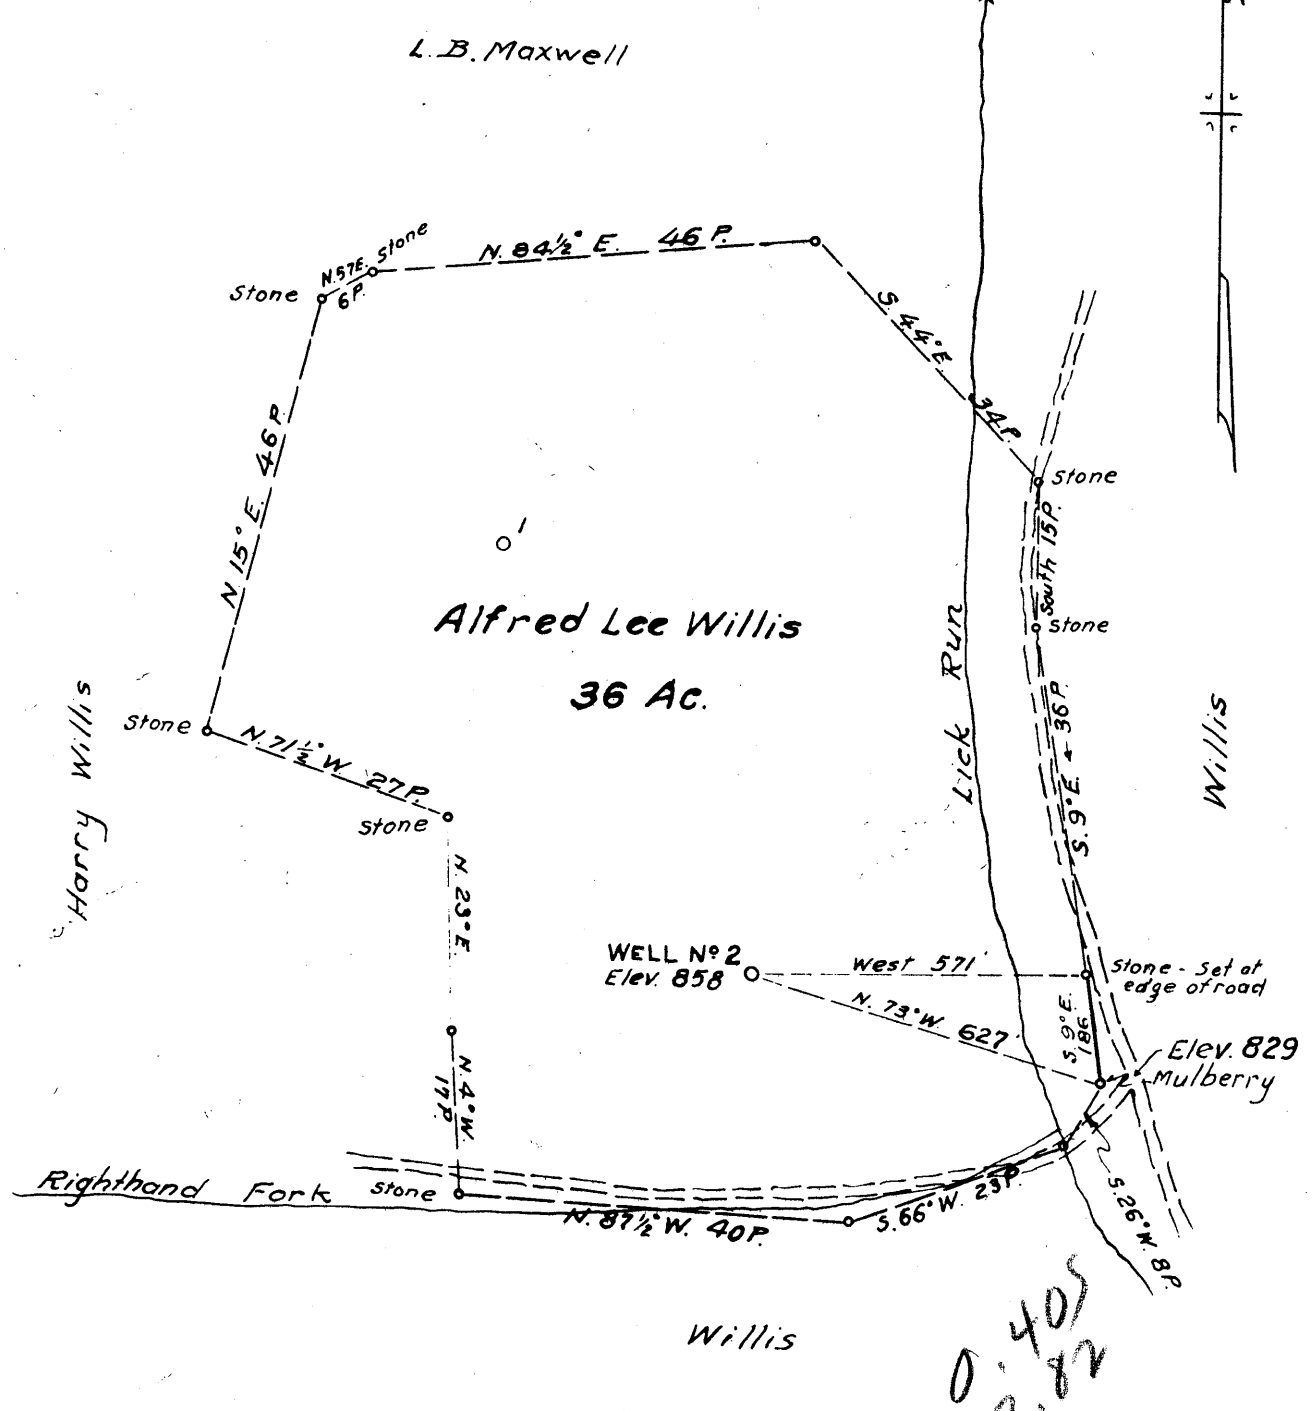 L. B. Maxwell
N. 84½° E. 46 P.
Stone
N. 57 E.
6 P.
Stone
S. 44° E. 34 P.
Stone
N. 15° E. 46 P.
South 15 P.
1
Alfred Lee Willis
36 Ac.
Stone
Lick Run
S. 9° E. 36 P.
Willis
Harry Willis
Stone
N. 71½° W. 27 P.
Stone
N. 23° E.
WELL Nº 2
Elev. 858
West 571'
Stone - Set at
edge of road
N. 73° W. 627'
S. 9° E.
186
Elev. 829
Mulberry
N. 4° W.
17 P.
Righthand Fork
Stone
N. 87½° W. 40 P.
S. 66° W. 23 P.
S. 26° W. 8 P.
Willis